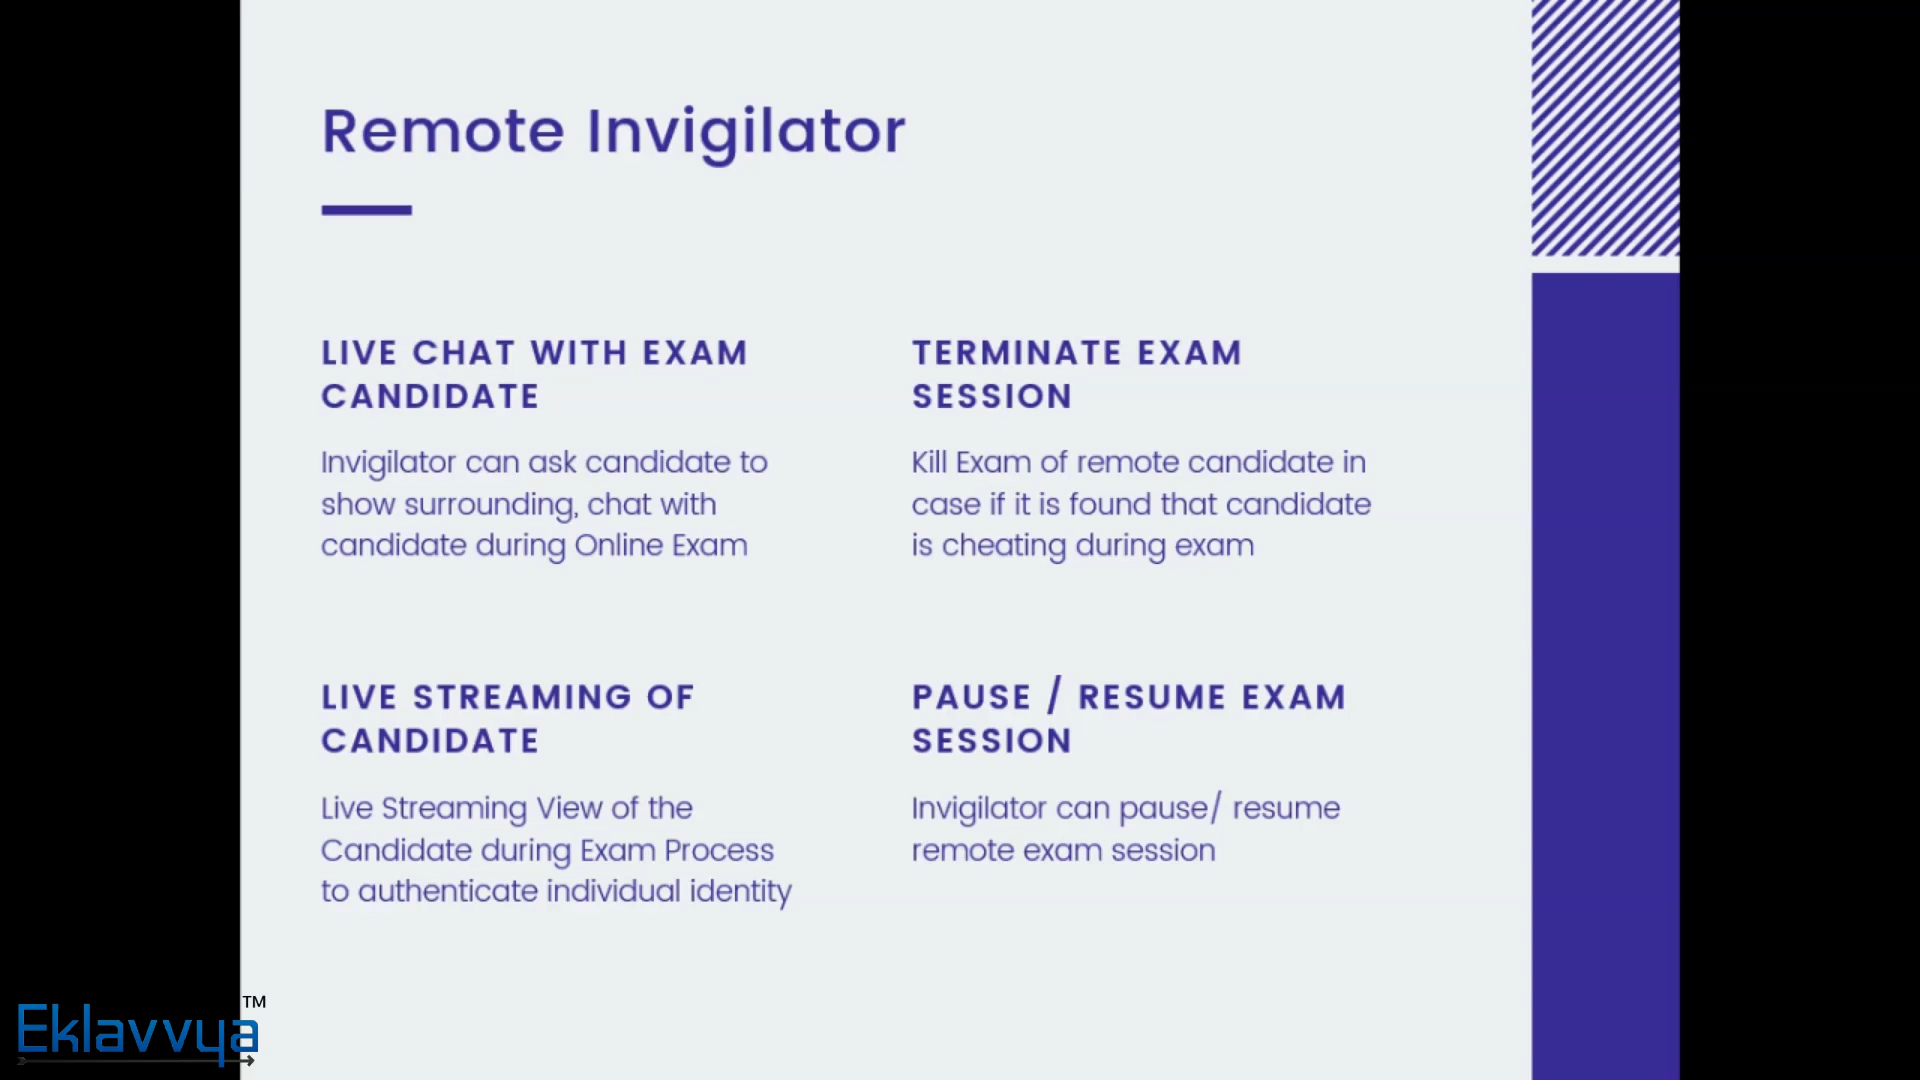 Remote Invigilator
LIVE CHAT WITH EXAM
CANDIDATE
Invigilator can ask candidate to
show surrounding, chat with
candidate during Online Exam
TERMINATE EXAM
SESSION
Kill Exam of remote candidate in
case if it is found that candidate
is cheating during exam
LIVE STREAMING OF
CANDIDATE
Live Streaming View of the
Candidate during Exam Process
to authenticate individual identity
PAUSE / RESUME EXAM
SESSION
Invigilator can pause/ resume
remote exam session
Eklavvya™